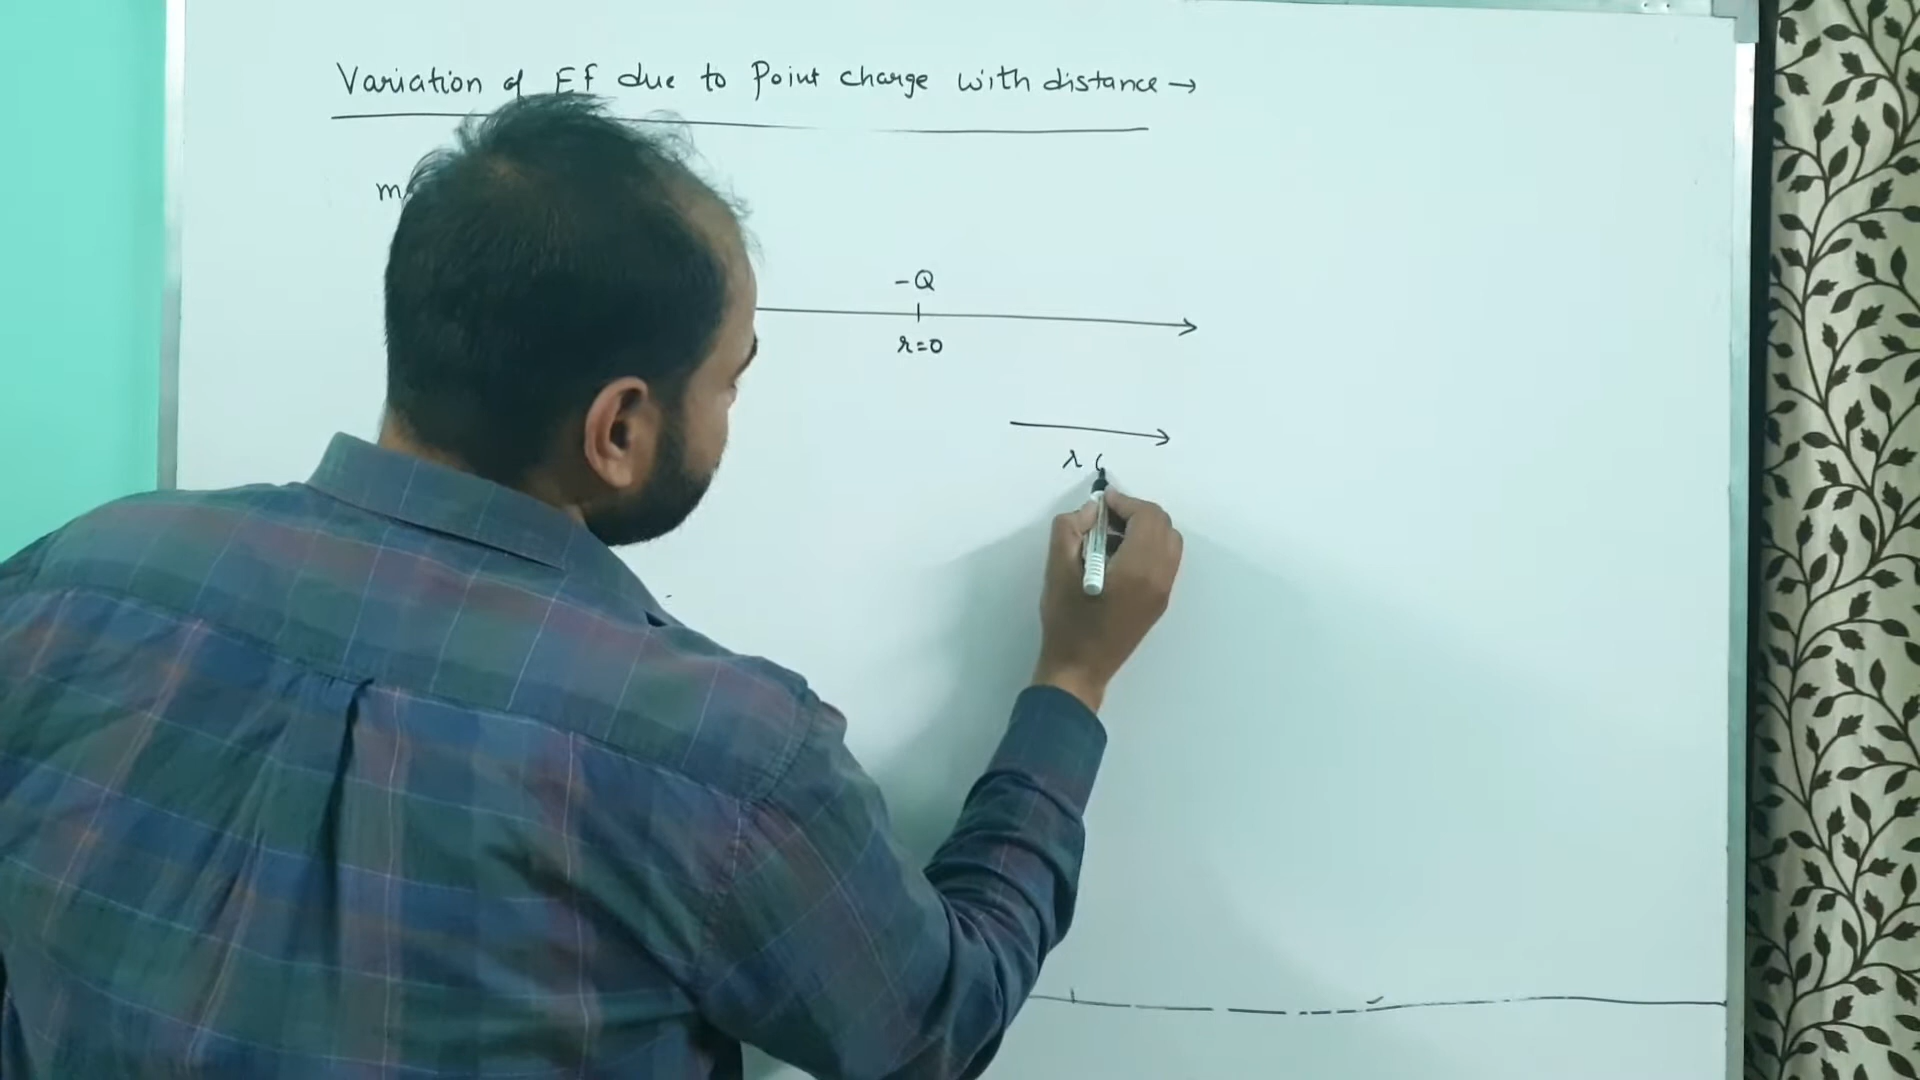 Variation of Ef due to Point charge with distance →
-Q
r=0
r (